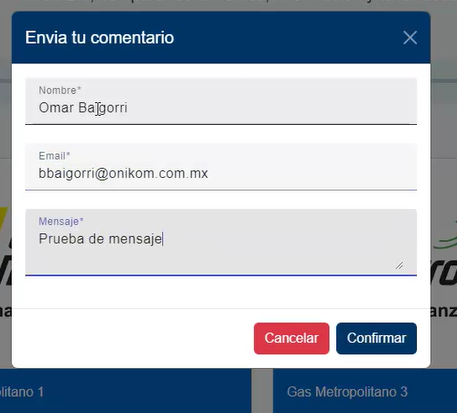 Envia tu comentario
Nombre*
Omar Baigorri
Email*
bbaigorri@onikom.com.mx
Mensaje*
Prueba de mensaje
Cancelar
Confirmar
litano 1
Gas Metropolitano 3